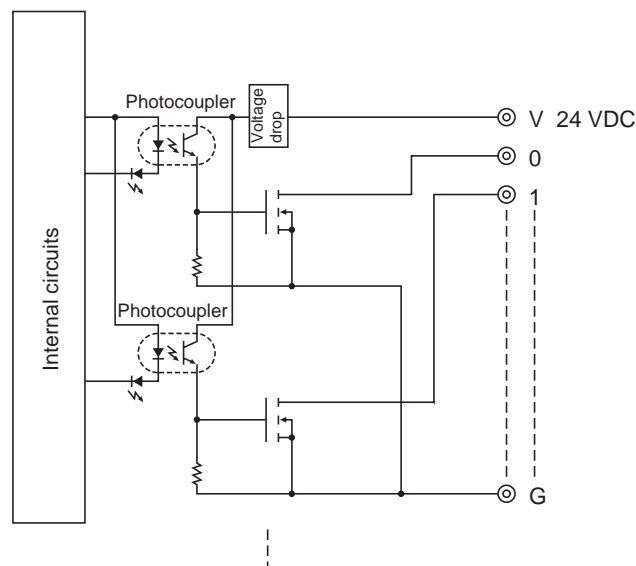 Photocoupler
Voltage
drop
V 24 VDC
0
1
Internal circuits
Photocoupler
G